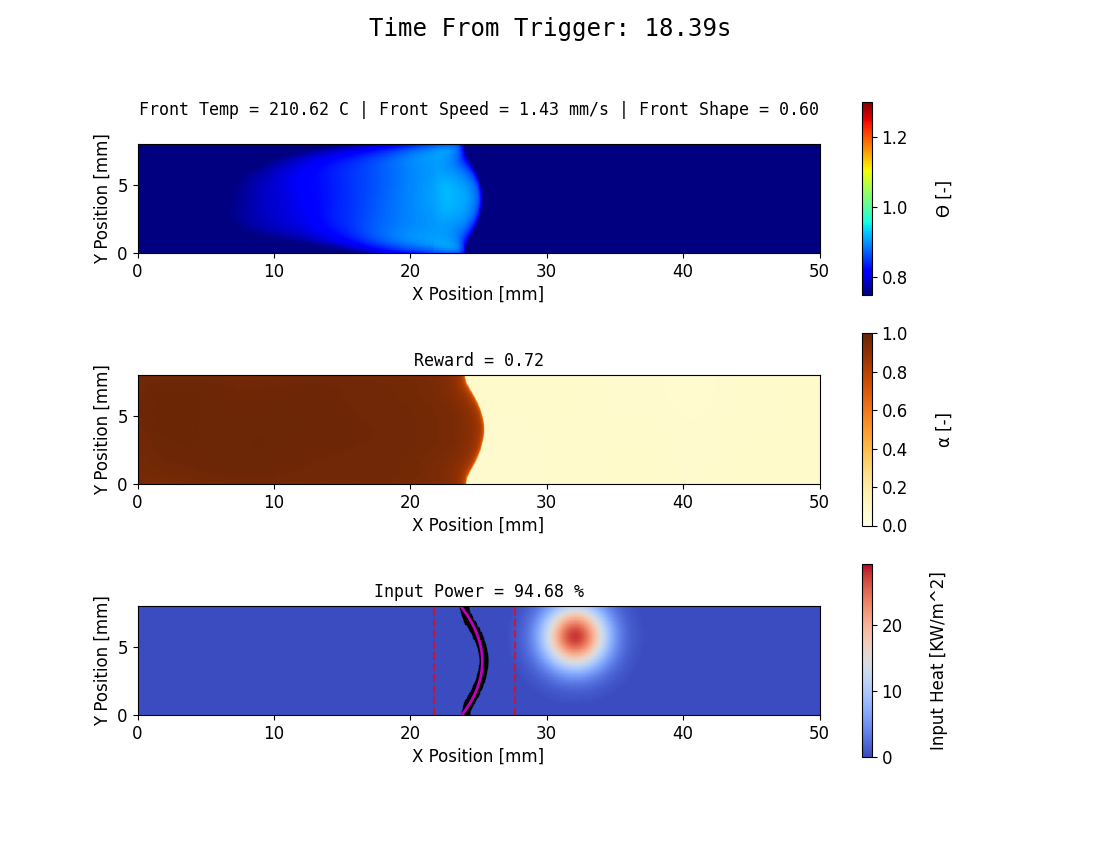 Time From Trigger: 18.39s
Front Temp = 210.62 C | Front Speed = 1.43 mm/s | Front Shape = 0.60
Y Position [mm]
5
0
0 10 20 30 40 50
X Position [mm]
1.2
1.0
0.8
Θ [-]
Reward = 0.72
Y Position [mm]
5
0
0 10 20 30 40 50
X Position [mm]
1.0
0.8
0.6
0.4
0.2
0.0
α [-]
Input Power = 94.68 %
Y Position [mm]
5
0
0 10 20 30 40 50
X Position [mm]
20
10
0
Input Heat [KW/m^2]